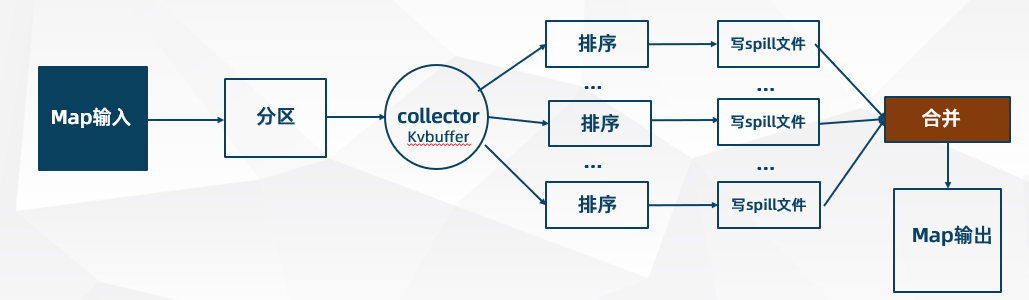 Map输入
分区
collector
Kvbuffer
排序
写spill文件
...
...
排序
写spill文件
...
...
排序
写spill文件
合并
Map输出